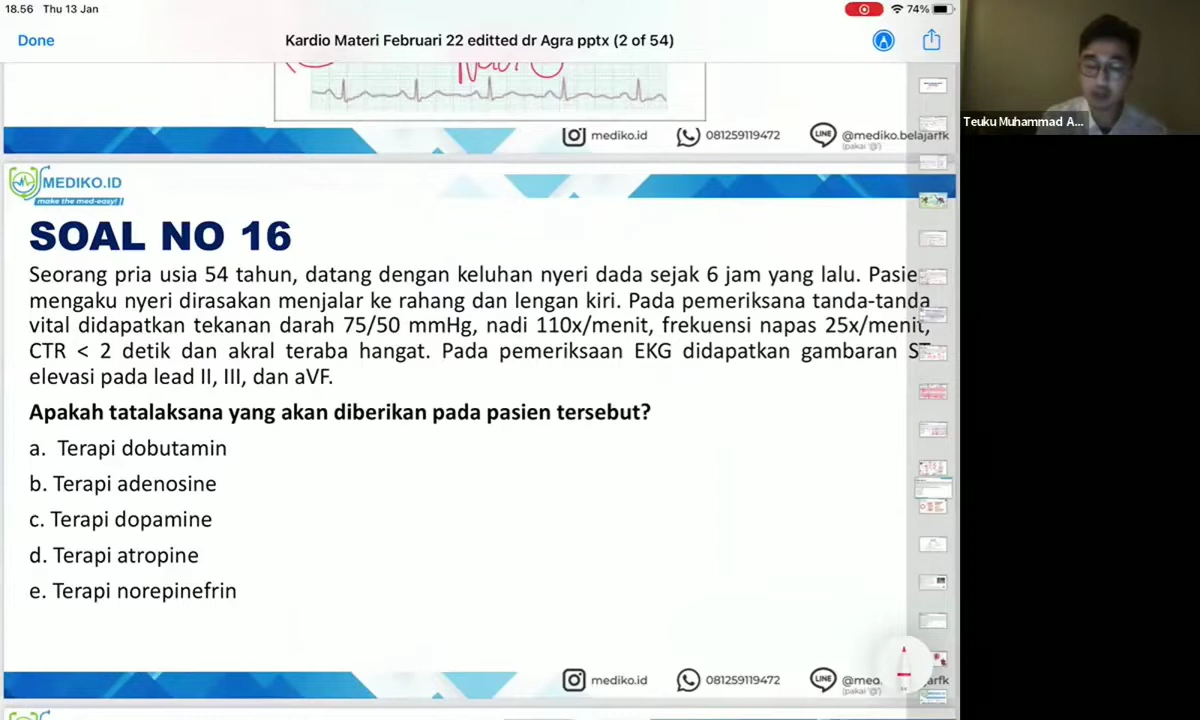 18.56 Thu 13 Jan
74%
Done
Kardio Materi Februari 22 editted dr Agra pptx (2 of 54)
Teuku Muhammad A...
mediko.id
081259119472
LINE
@mediko.belajarfk
(pakai '@')
MEDIKO.ID
make the med-easy!
SOAL NO 16
Seorang pria usia 54 tahun, datang dengan keluhan nyeri dada sejak 6 jam yang lalu. Pasie
mengaku nyeri dirasakan menjalar ke rahang dan lengan kiri. Pada pemeriksana tanda-tanda
vital didapatkan tekanan darah 75/50 mmHg, nadi 110x/menit, frekuensi napas 25x/menit,
CTR < 2 detik dan akral teraba hangat. Pada pemeriksaan EKG didapatkan gambaran ST
elevasi pada lead II, III, dan aVF.
Apakah tatalaksana yang akan diberikan pada pasien tersebut?
a. Terapi dobutamin
b. Terapi adenosine
c. Terapi dopamine
d. Terapi atropine
e. Terapi norepinefrin
mediko.id
081259119472
LINE
(pakai '@')